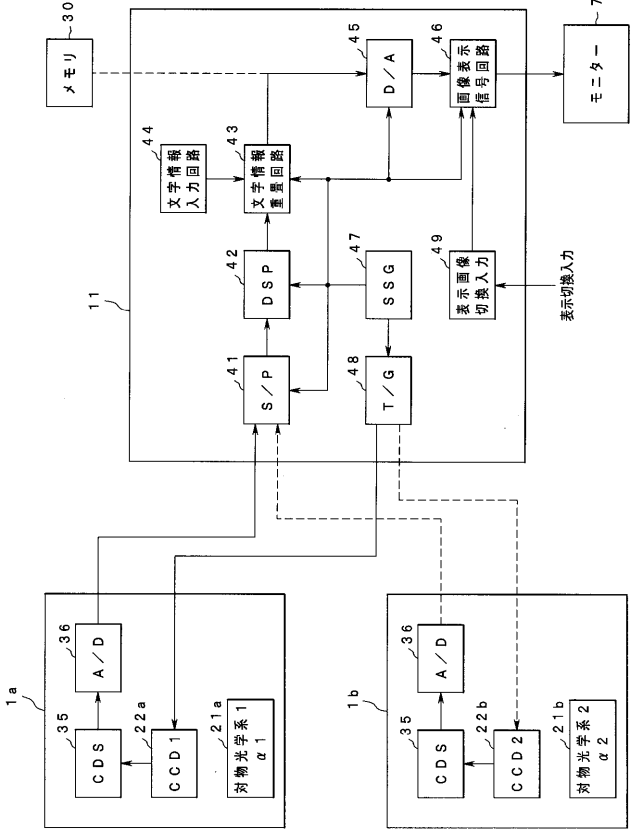 メモリ
30
11
44
文字情報
入力回路
43
文字情報
重畳回路
45
D/A
46
画像表示
信号回路
7
モニター
42
DSP
47
SSG
49
表示画像
切換入力
表示切換入力
41
S/P
48
T/G
1a
36
A/D
35
CDS
22a
CCD1
21a
対物光学系1
α1
1b
36
A/D
35
CDS
22b
CCD2
21b
対物光学系2
α2